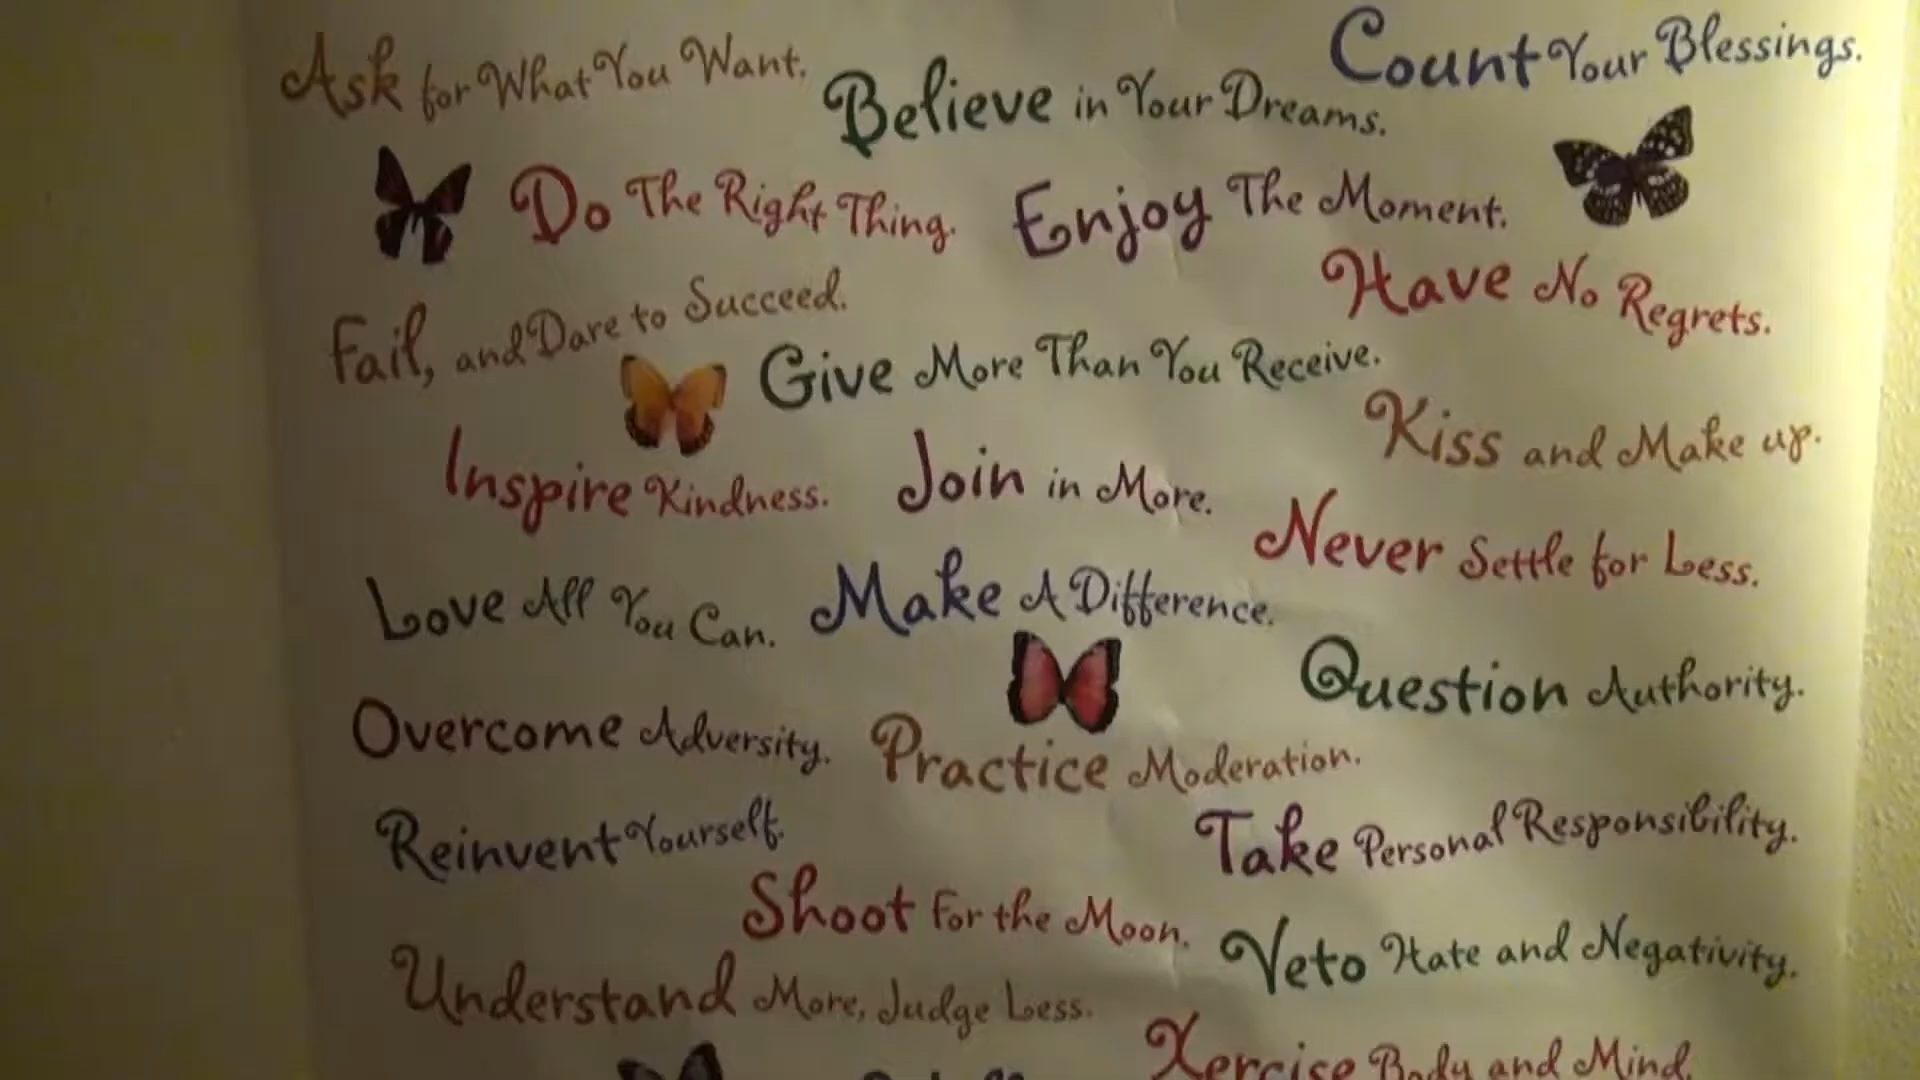 Ask for What You Want.
Believe in Your Dreams.
Count Your Blessings.
Do The Right Thing.
Enjoy The Moment.
Fail, and Dare to Succeed.
Give More Than You Receive.
Have No Regrets.
Inspire Kindness.
Join in More.
Kiss and Make up.
Love All You Can.
Make A Difference.
Never Settle for Less.
Overcome Adversity.
Practice Moderation.
Question Authority.
Reinvent Yourself.
Shoot For the Moon.
Take Personal Responsibility.
Understand More, Judge Less.
Veto Hate and Negativity.
Xercise Body and Mind.